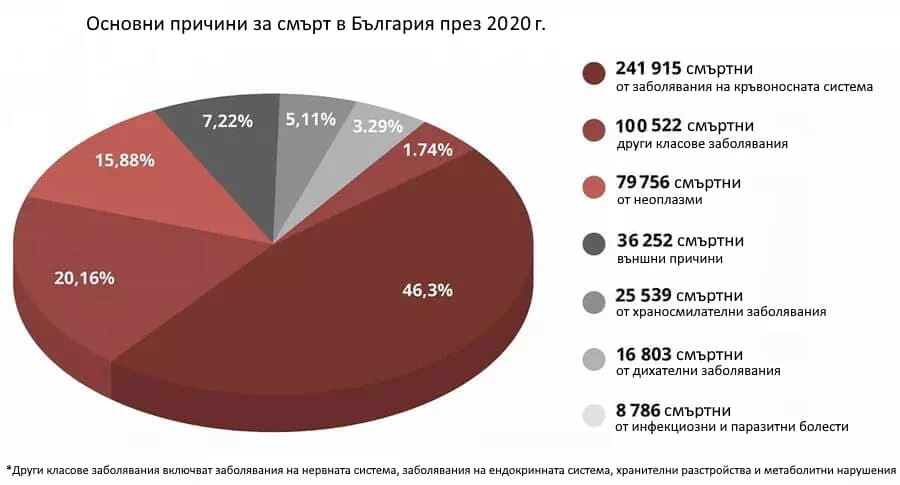 Основни причини за смърт в България през 2020 г.
7,22%
5,11%
3.29%
1.74%
15,88%
20,16%
46,3%
241 915 смъртни
от заболявания на кръвоносната система
100 522 смъртни
други класове заболявания
79 756 смъртни
от неоплазми
36 252 смъртни
външни причини
25 539 смъртни
от храносмилателни заболявания
16 803 смъртни
от дихателни заболявания
8 786 смъртни
от инфекциозни и паразитни болести
*Други класове заболявания включват заболявания на нервната система, заболявания на ендокринната система, хранителни разстройства и метаболитни нарушения